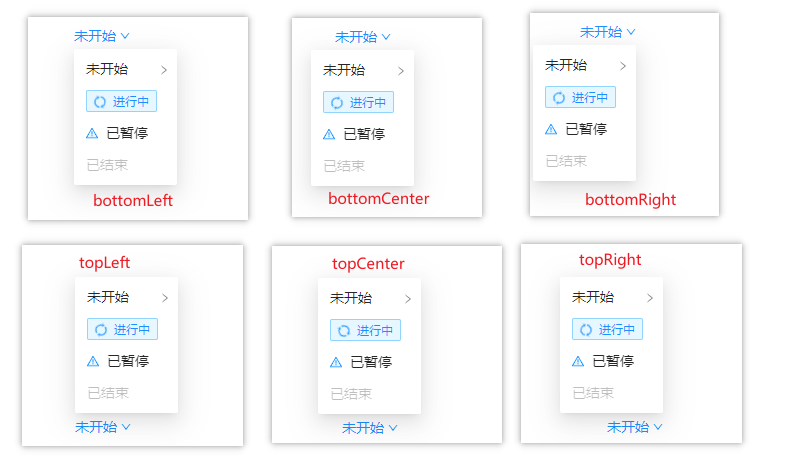 未开始
未开始
进行中
已暂停
已结束
bottomLeft
未开始
未开始
进行中
已暂停
已结束
bottomCenter
未开始
未开始
进行中
已暂停
已结束
bottomRight
topLeft
未开始
进行中
已暂停
已结束
未开始
topCenter
未开始
进行中
已暂停
已结束
未开始
topRight
未开始
进行中
已暂停
已结束
未开始